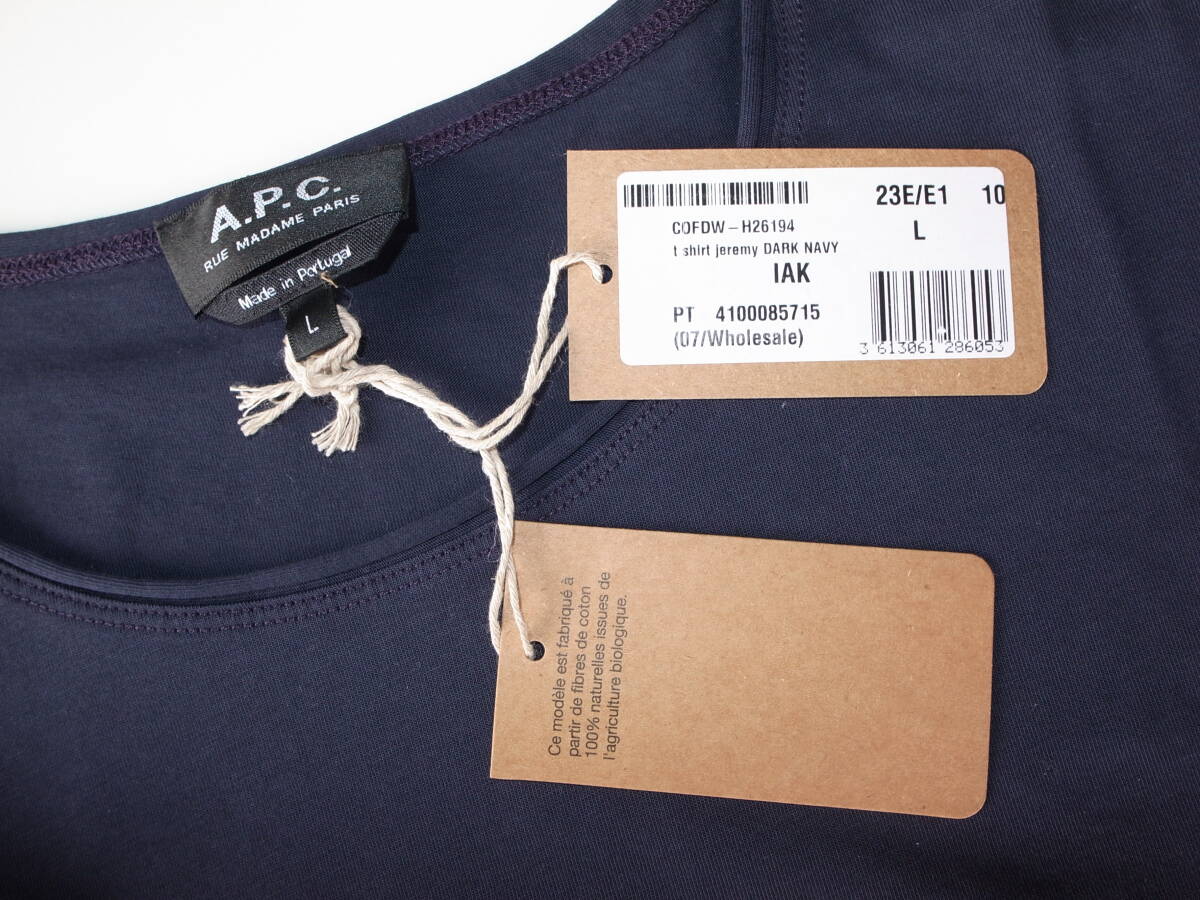 A.P.C.
RUE MADAME PARIS
Made in Portugal
L
23E/E1 10
COFDW-H26194
L
t shirt jeremy DARK NAVY
IAK
PT 4100085715
(07/Wholesale)
3 613061 286053
Ce modèle est fabriqué à
partir de fibres de coton
100% naturelles issues de
l'agriculture biologique.